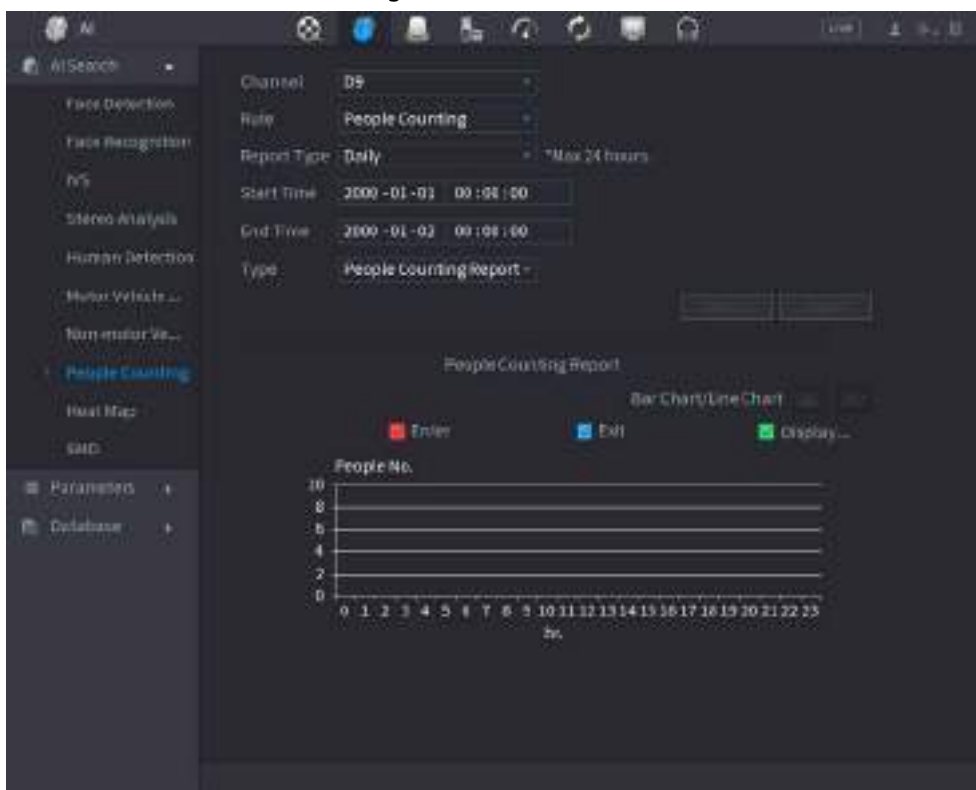 AI
LIVE
AI Search
Face Detection
Face Recognition
IVS
Stereo Analysis
Human Detection
Motor Vehicle ...
Non-motor Ve...
People Counting
Heat Map
SMD
Parameters
Database
Channel D9
Rule People Counting
Report Type Daily *Max 24 hours
Start Time 2000 -01 -01 00 : 00 : 00
End Time 2000 -01 -02 00 : 00 : 00
Type People Counting Report
People Counting Report
Bar Chart/Line Chart
Enter Exit Display...
People No.
10
8
6
4
2
0
0 1 2 3 4 5 6 7 8 9 10 11 12 13 14 15 16 17 18 19 20 21 22 23
hr.